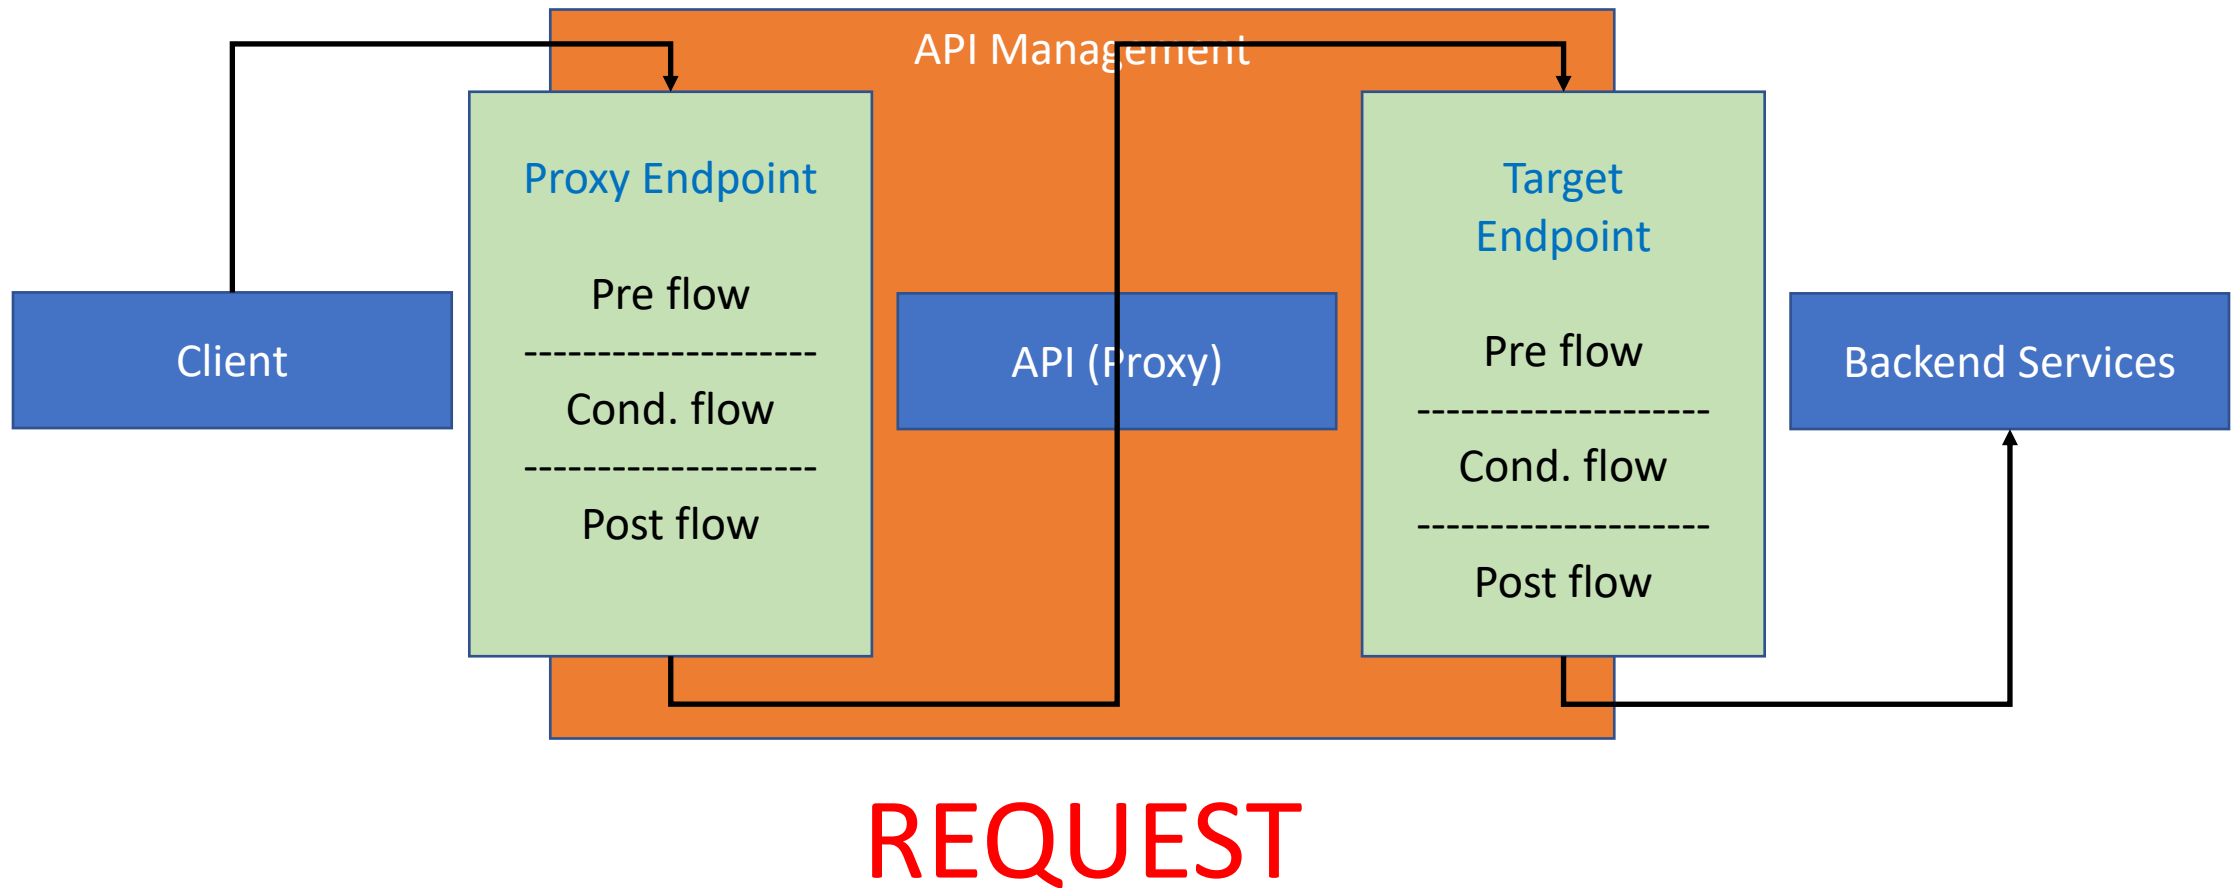 API Management
Client
Proxy Endpoint
Pre flow
--------------------
Cond. flow
--------------------
Post flow
API (Proxy)
Target
Endpoint
Pre flow
--------------------
Cond. flow
--------------------
Post flow
Backend Services
REQUEST